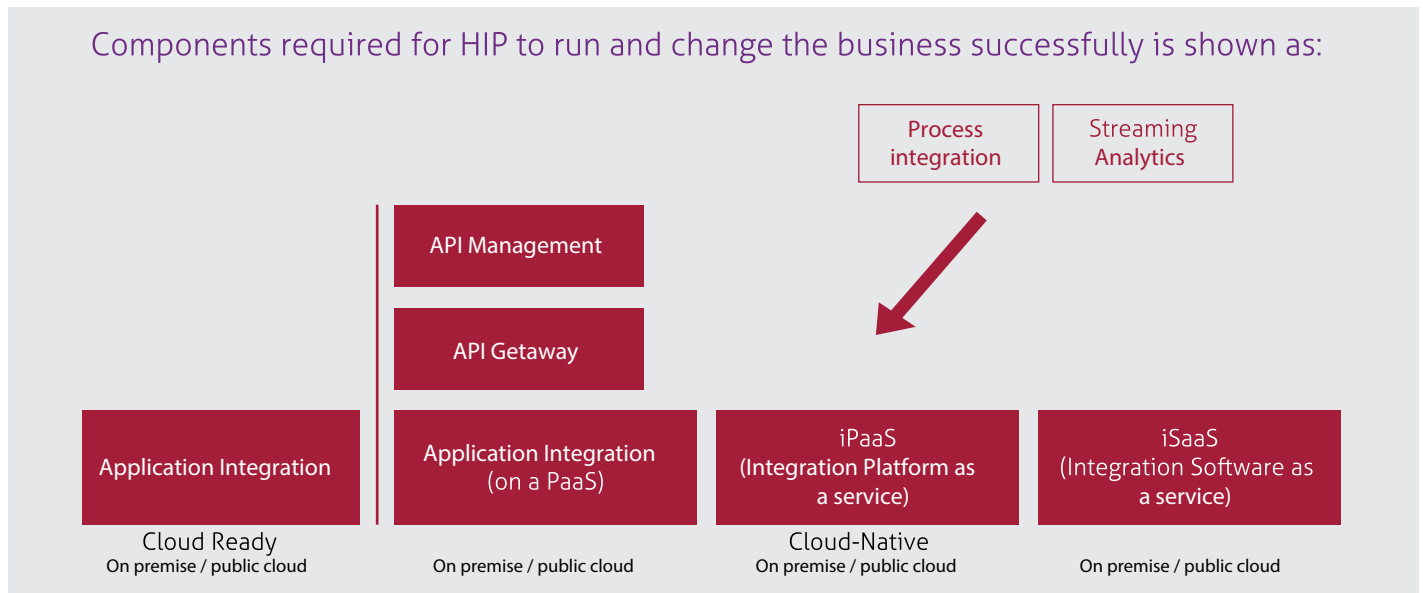 Components required for HIP to run and change the business successfully is shown as:
Process
integration
Streaming
Analytics
API Management
API Getaway
Application Integration
Application Integration
(on a PaaS)
iPaaS
(Integration Platform as
a service)
iSaaS
(Integration Software as
a service)
Cloud Ready
On premise / public cloud
On premise / public cloud
Cloud-Native
On premise / public cloud
On premise / public cloud